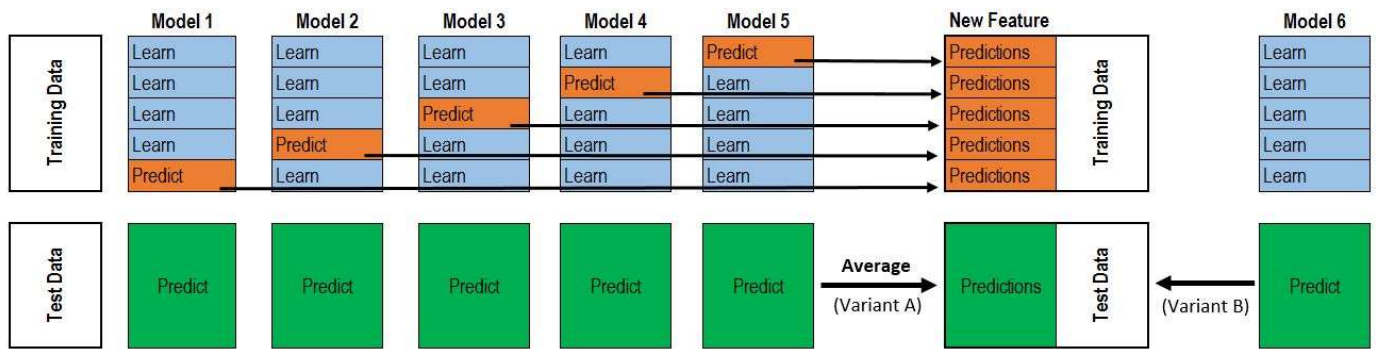 Model 1 Model 2 Model 3 Model 4 Model 5 New Feature Model 6
Training Data
Learn Learn Learn Learn Predict Predictions Learn
Learn Learn Learn Predict Learn Predictions Learn
Learn Learn Predict Learn Learn Predictions Learn
Learn Predict Learn Learn Learn Predictions Learn
Predict Learn Learn Learn Learn Predictions Learn
Training Data
Test Data
Predict Predict Predict Predict Predict
Average
(Variant A)
Predictions
Test Data
(Variant B)
Predict